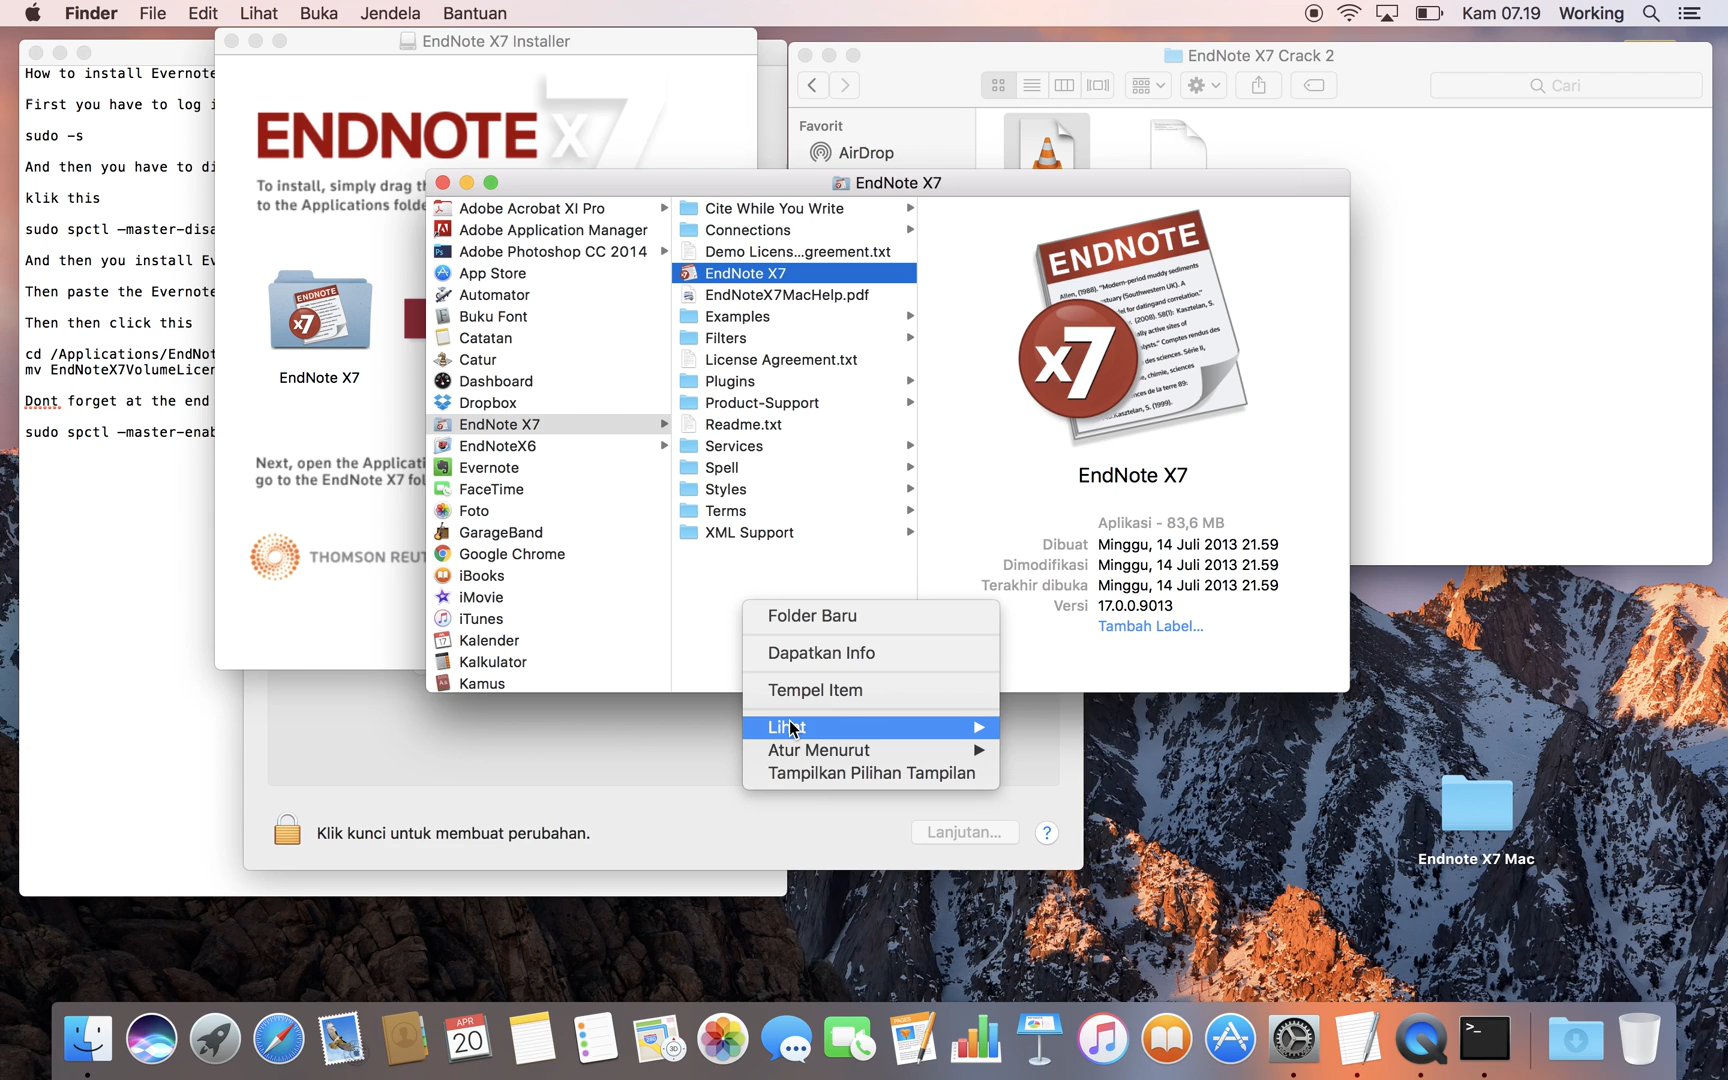 Finder File Edit Lihat Buka Jendela Bantuan
Kam 07.19 Working
How to install Evernote
First you have to log
sudo -s
And then you have to
klik this
sudo spctl —master-disa
And then you install
Then paste the Evernote
Then then click this
cd /Applications/EndNot
mv EndNoteX7VolumeLicen
Dont forget at the end
sudo spctl —master-enab
EndNote X7 Installer
ENDNOTE x7
To install, simply drag
to the Applications folde
EndNote X7
Next, open the Applicati
go to the EndNote X7 fol
THOMSON REUT
EndNote X7 Crack 2
Cari
Favorit
AirDrop
EndNote X7
Adobe Acrobat XI Pro
Adobe Application Manager
Adobe Photoshop CC 2014
App Store
Automator
Buku Font
Catatan
Catur
Dashboard
Dropbox
EndNote X7
EndNoteX6
Evernote
FaceTime
Foto
GarageBand
Google Chrome
iBooks
iMovie
iTunes
Kalender
Kalkulator
Kamus
Cite While You Write
Connections
Demo Licens...greement.txt
EndNote X7
EndNoteX7MacHelp.pdf
Examples
Filters
License Agreement.txt
Plugins
Product-Support
Readme.txt
Services
Spell
Styles
Terms
XML Support
ENDNOTE
x7
EndNote X7
Aplikasi - 83,6 MB
Dibuat Minggu, 14 Juli 2013 21.59
Dimodifikasi Minggu, 14 Juli 2013 21.59
Terakhir dibuka Minggu, 14 Juli 2013 21.59
Versi 17.0.0.9013
Tambah Label...
Folder Baru
Dapatkan Info
Tempel Item
Lihat
Atur Menurut
Tampilkan Pilihan Tampilan
Klik kunci untuk membuat perubahan.
Lanjutan...
?
Endnote X7 Mac
APR
20
PAGES
3D